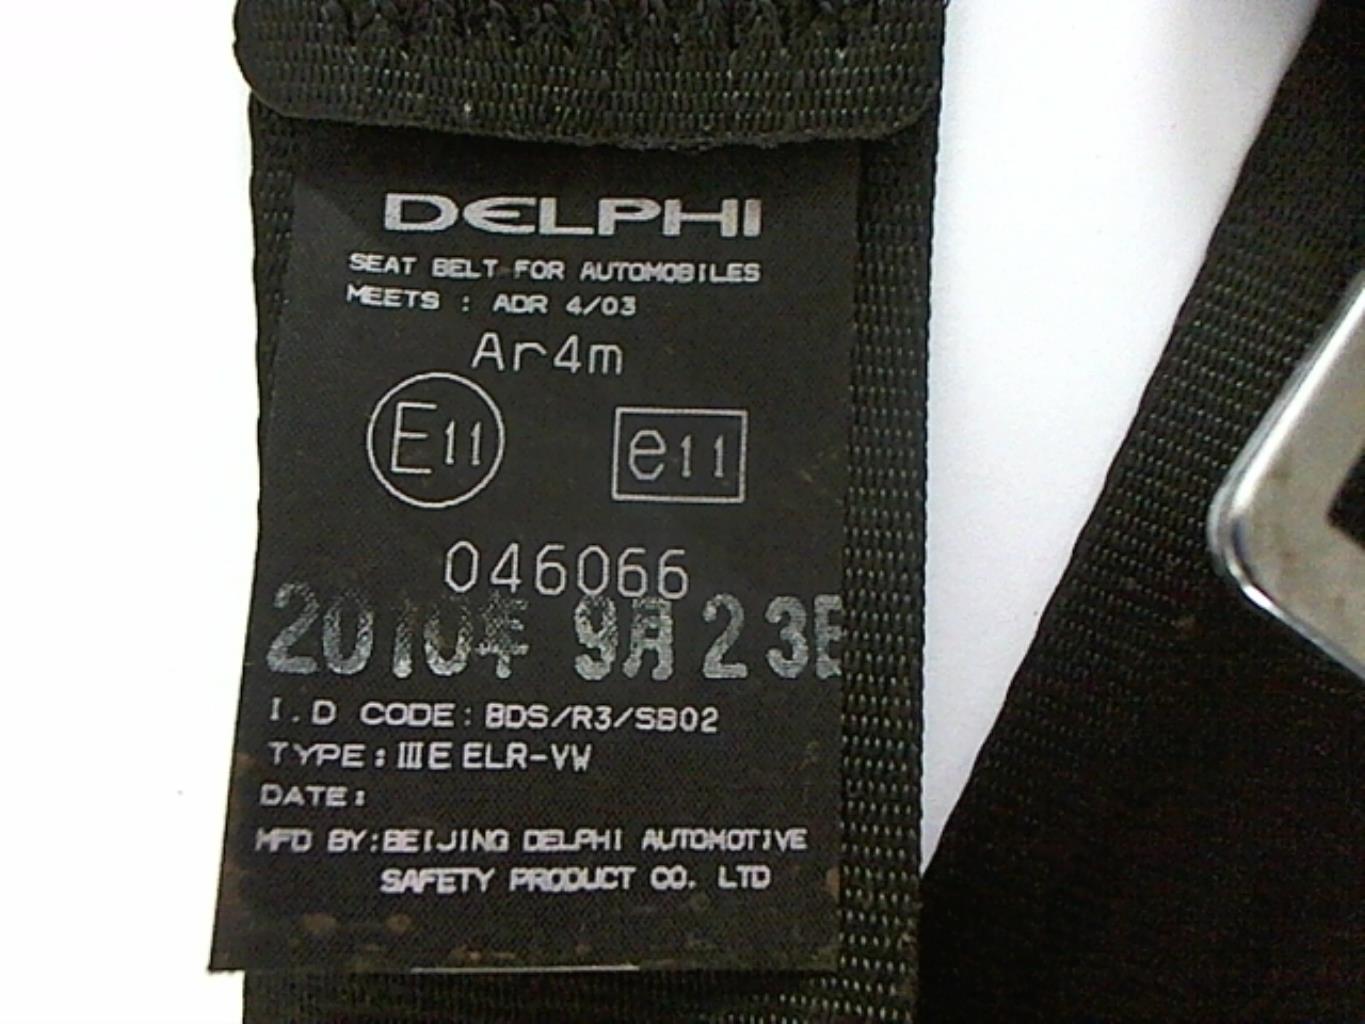 DELPHI
SEAT BELT FOR AUTOMOBILES
MEETS : ADR 4/03
Ar4m
E11 e11
046066
2010年 9月 23日
I.D CODE: BDS/R3/SB02
TYPE: IIIE ELR-VW
DATE:
MFD BY:BEIJING DELPHI AUTOMOTIVE
SAFETY PRODUCT CO. LTD